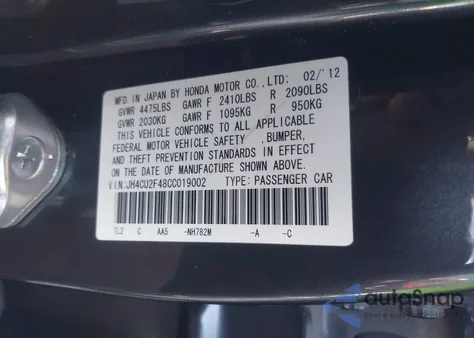 MFD. IN JAPAN BY HONDA MOTOR CO., LTD: 02/'12
GVWR 4475LBS GAWR F 2410LBS R 2090LBS
GVWR 2030KG GAWR F 1095KG R 950KG
THIS VEHICLE CONFORMS TO ALL APPLICABLE
FEDERAL MOTOR VEHICLE SAFETY , BUMPER,
AND THEFT PREVENTION STANDARDS IN EFFECT
ON THE DATE OF MANUFACTURE SHOWN ABOVE.
V.I.N. JH4CU2F48CC019002 TYPE: PASSENGER CAR
TL2 C AA5 -NH782M -A -C
autoSnap